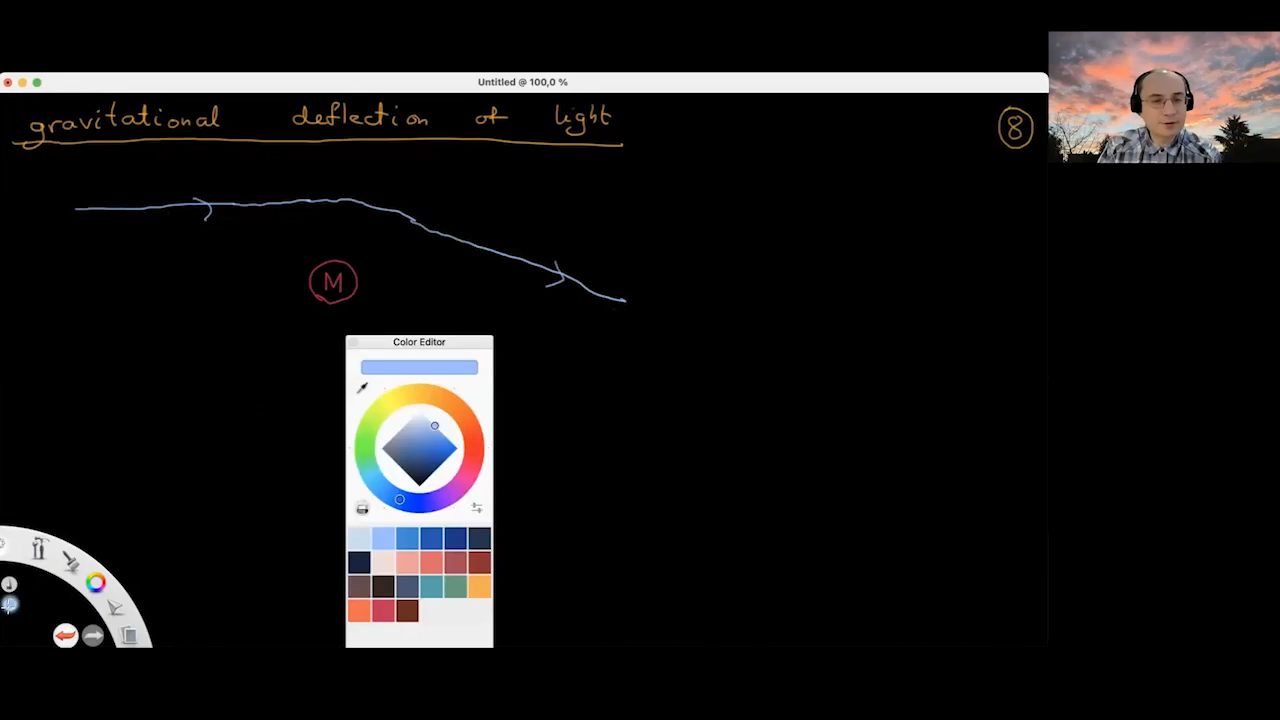 Untitled @ 100,0 %
gravitational deflection of light
8
M
Color Editor